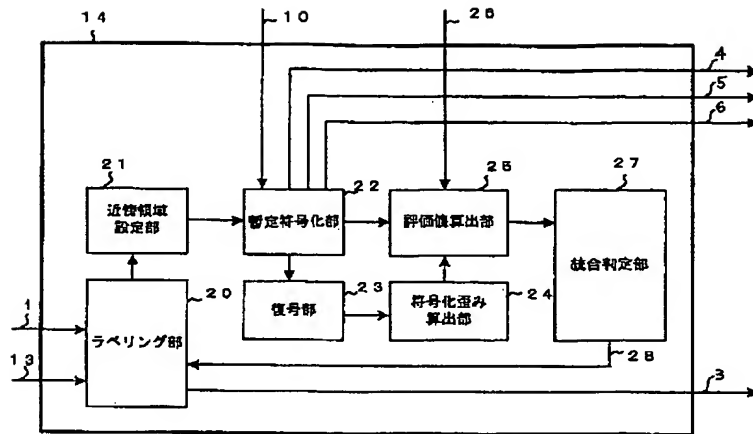 14
10
26
4
5
6
21
近傍領域
設定部
22
暫定符号化部
25
評価値算出部
27
統合判定部
20
ラベリング部
23
復号部
24
符号化歪み
算出部
1
13
28
3